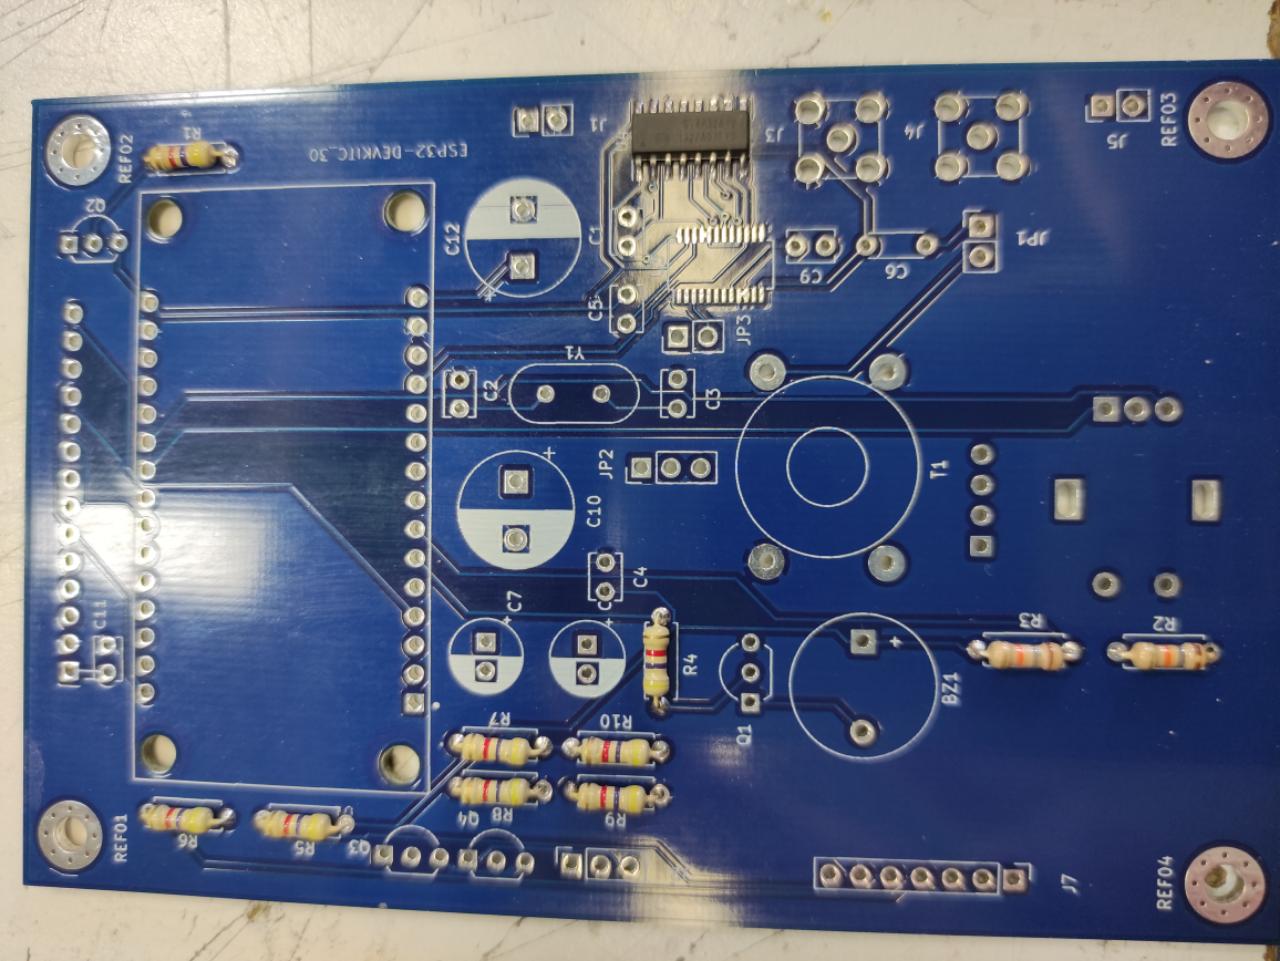 R1
REF02
ESP32-DEVKITC_30
J1
J3
J4
J5
REF03
Q2
C12
C1
C9
C6
JP1
+
C5
JP3
Y1
C2
C3
+
JP2
T1
C10
C4
C7
+
C
+
C11
R4
+
R3
R2
BZ1
R7
R10
Q1
R6
R5
R8
R9
Q4
Q3
REF01
J7
REF04